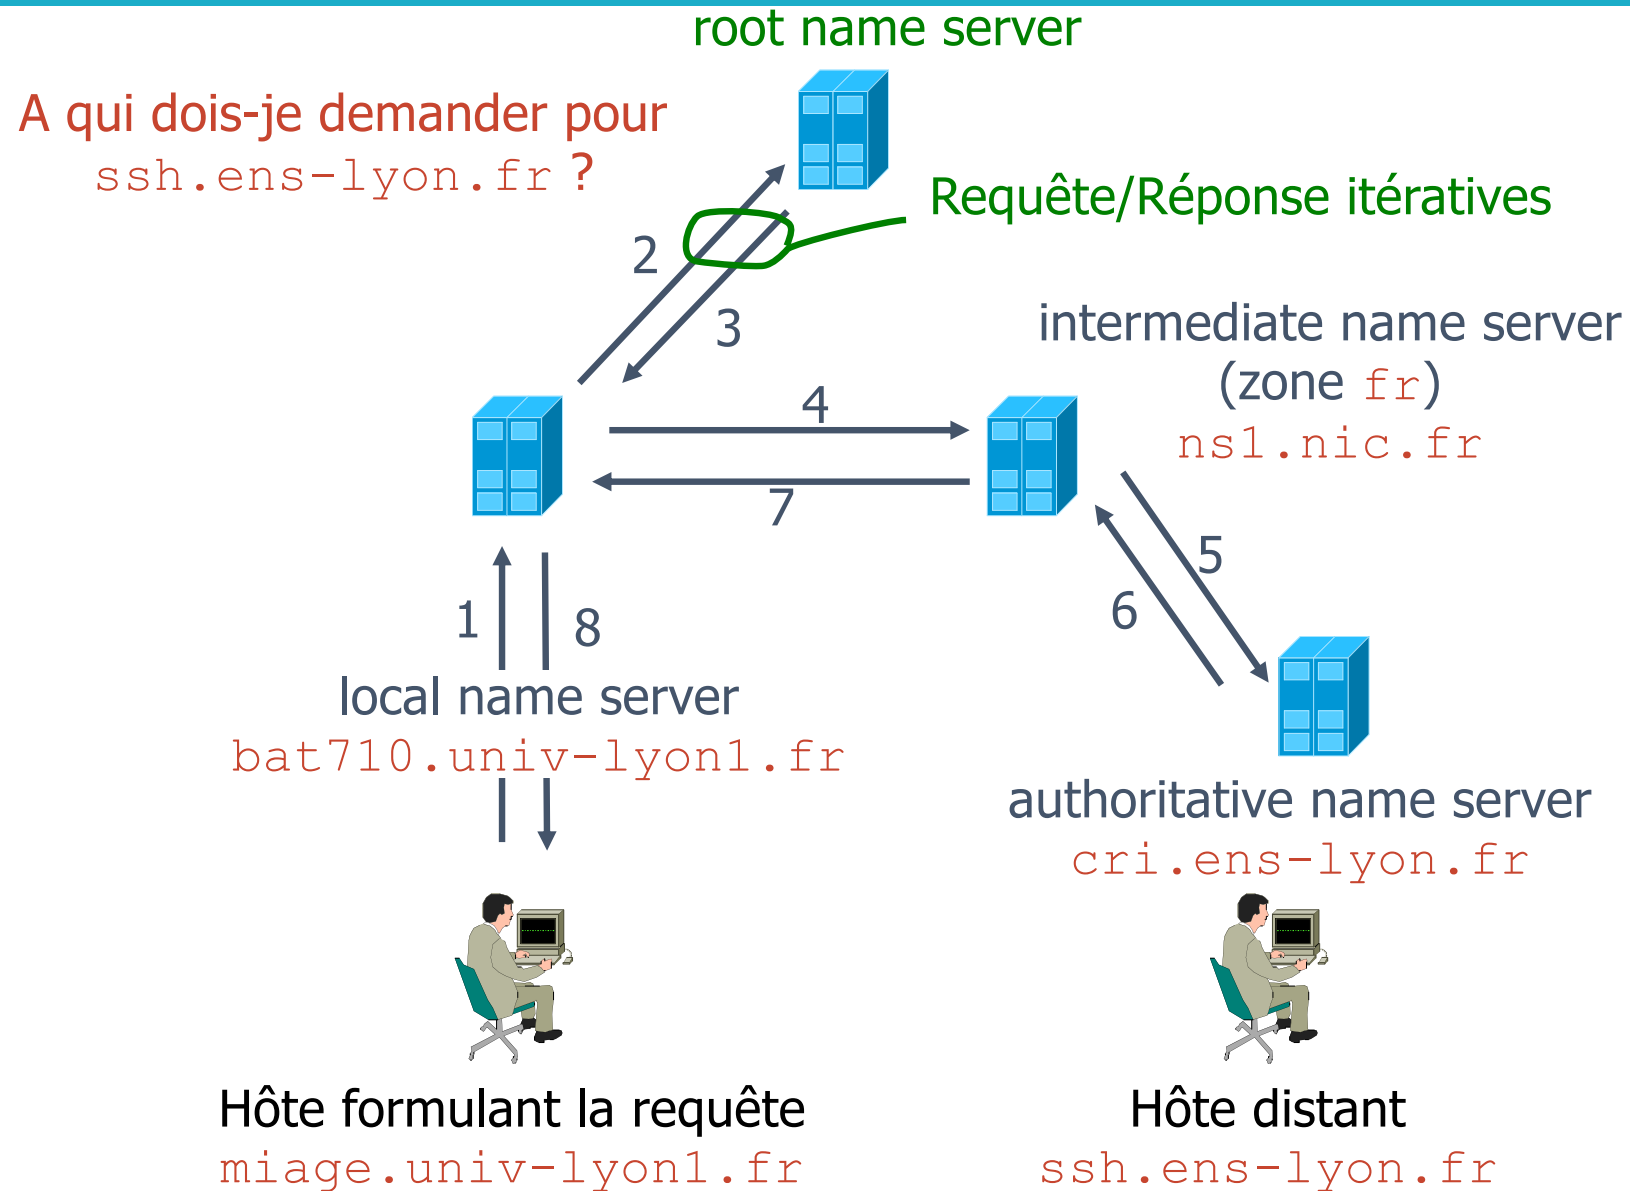 root name server
A qui dois-je demander pour
ssh.ens-lyon.fr ?
Requête/Réponse itératives
2
3
intermediate name server
(zone fr)
ns1.nic.fr
4
7
5
6
1
8
local name server
bat710.univ-lyon1.fr
authoritative name server
cri.ens-lyon.fr
Hôte formulant la requête
miage.univ-lyon1.fr
Hôte distant
ssh.ens-lyon.fr